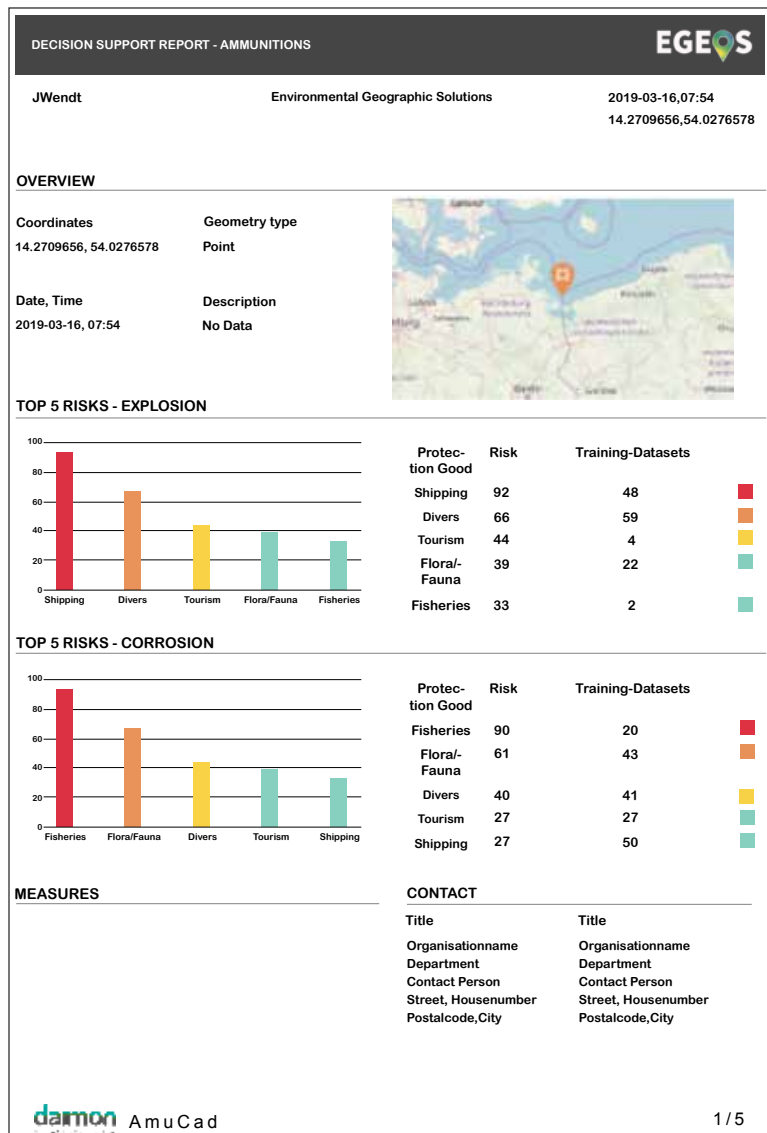 DECISION SUPPORT REPORT - AMMUNITIONS
EGEOS
JWendt
Environmental Geographic Solutions
2019-03-16,07:54
14.2709656,54.0276578
OVERVIEW
Coordinates
Geometry type
14.2709656, 54.0276578
Point
Date, Time
Description
2019-03-16, 07:54
No Data
TOP 5 RISKS - EXPLOSION
100
80
60
40
20
0
Shipping Divers Tourism Flora/Fauna Fisheries
Protec-
tion Good
Risk
Training-Datasets
Shipping 92 48
Divers 66 59
Tourism 44 4
Flora/- 39 22
Fauna
Fisheries 33 2
TOP 5 RISKS - CORROSION
100
80
60
40
20
0
Fisheries Flora/Fauna Divers Tourism Shipping
Protec-
tion Good
Risk
Training-Datasets
Fisheries 90 20
Flora/- 61 43
Fauna
Divers 40 41
Tourism 27 27
Shipping 27 50
MEASURES
CONTACT
Title
Organisationname
Department
Contact Person
Street, Housenumber
Postalcode,City
Title
Organisationname
Department
Contact Person
Street, Housenumber
Postalcode,City
daimon AmuCad
1/5